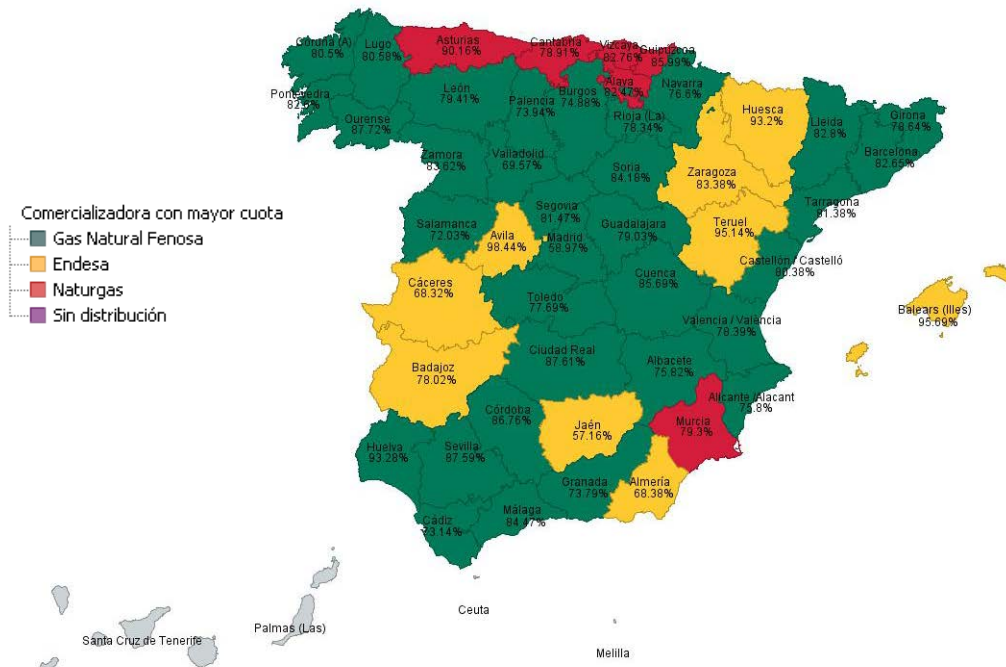 Comercializadora con mayor cuota
Gas Natural Fenosa
Endesa
Naturgas
Sin distribución
Coruña (A)
80.5%
Lugo
80.58%
Asturias
90.16%
Cantabria
78.91%
Vizcaya
82.76%
Guipúzcoa
85.99%
Pontevedra
Ourense
87.72%
León
79.41%
Palencia
73.94%
Burgos
74.88%
Álava
82.47%
Navarra
76.6%
Rioja (La)
78.34%
Huesca
93.2%
Lleida
82.8%
Girona
78.64%
Barcelona
82.65%
Zamora
83.62%
Valladolid
69.57%
Soria
84.18%
Zaragoza
83.38%
Tarragona
91.38%
Salamanca
72.03%
Avila
98.44%
Segovia
81.47%
Madrid
58.97%
Guadalajara
79.03%
Teruel
95.14%
Castellón / Castelló
80.38%
Cáceres
68.32%
Toledo
77.69%
Cuenca
85.69%
Valencia / València
78.39%
Balears (Illes)
95.69%
Badajoz
78.02%
Ciudad Real
87.61%
Albacete
75.82%
Alicante /Alacant
75.8%
Córdoba
86.76%
Jaén
57.16%
Murcia
79.3%
Huelva
93.28%
Sevilla
87.59%
Granada
73.79%
Almería
68.38%
Málaga
84.47%
Cádiz
73.14%
Ceuta
Santa Cruz de Tenerife
Palmas (Las)
Melilla